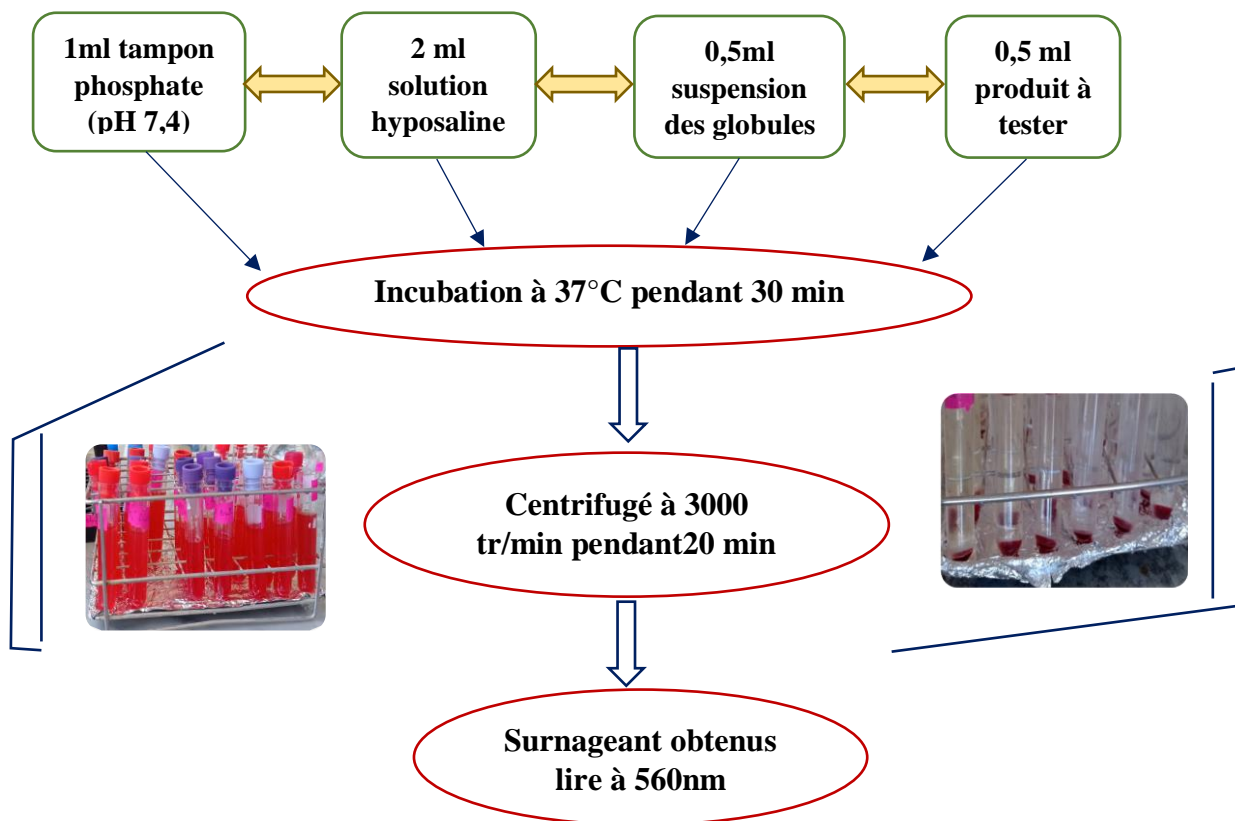 1ml tampon
phosphate
(pH 7,4)
2 ml
solution
hyposaline
0,5ml
suspension
des globules
0,5 ml
produit à
tester
Incubation à 37°C pendant 30 min
Centrifugé à 3000
tr/min pendant20 min
Surnageant obtenus
lire à 560nm